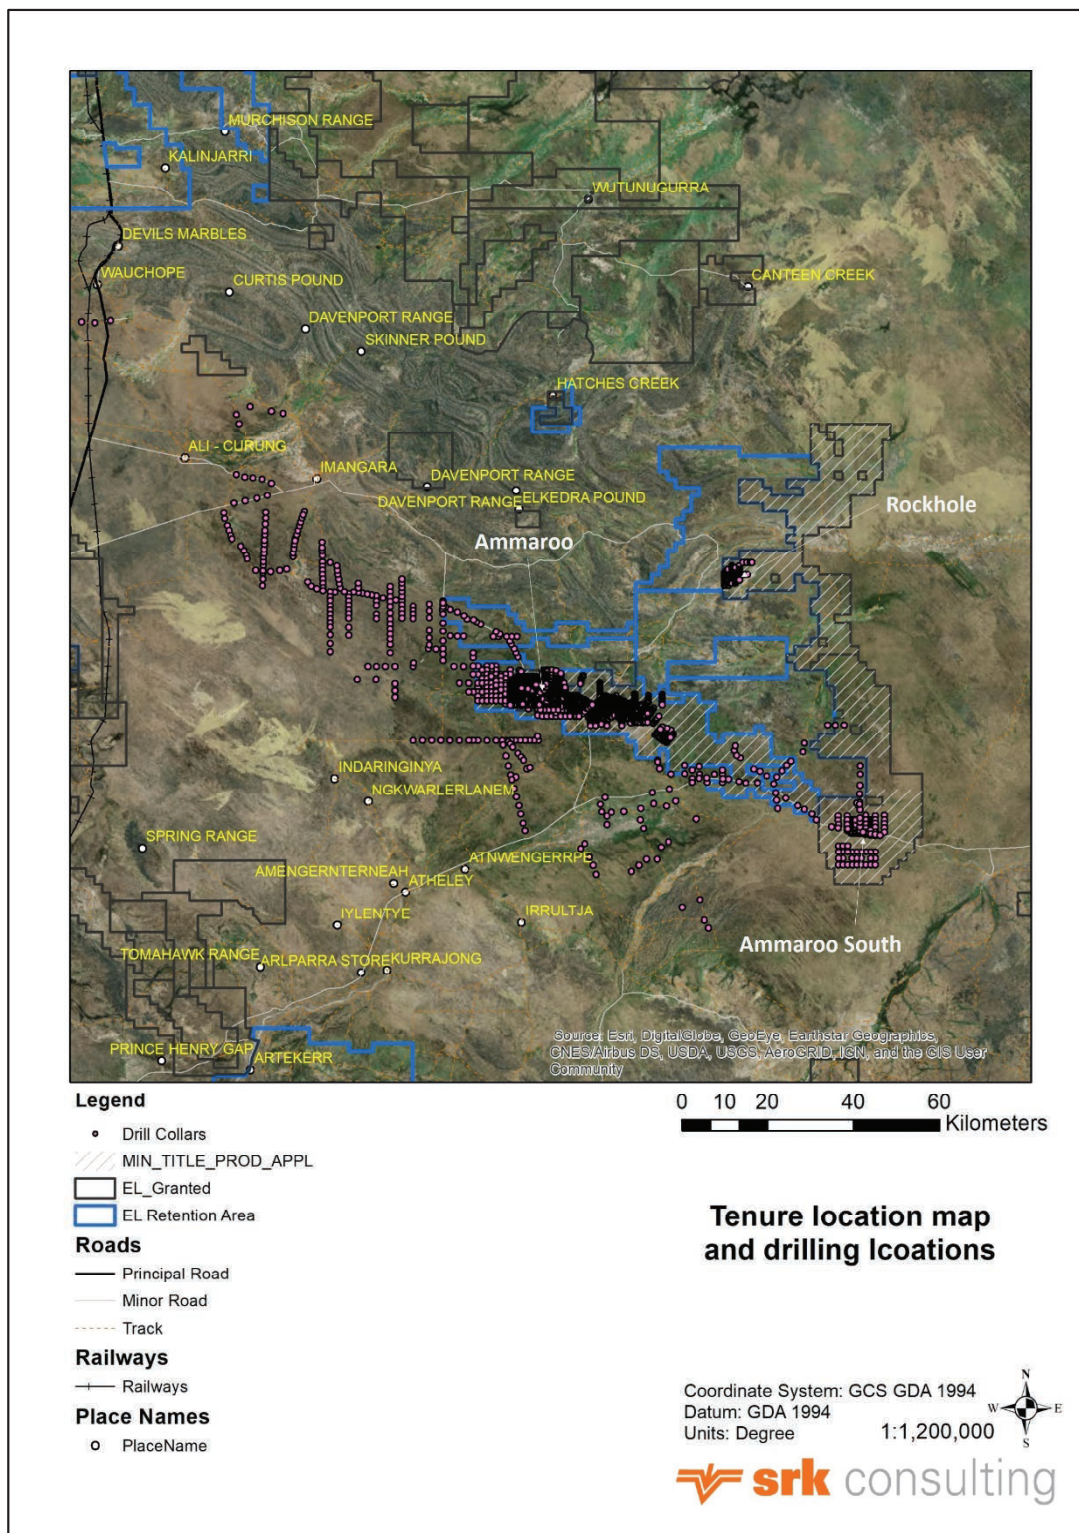 MURCHISON RANGE
KALINJARRI
WUTUNUGURRA
DEVILS MARBLES
WAUCHOPE
CURTIS POUND
CANTEEN CREEK
DAVENPORT RANGE
SKINNER POUND
HATCHES CREEK
ALI - CURUNG
IMANGARA
DAVENPORT RANGE
DAVENPORT RANGE
ELKEDRA POUND
Rockhole
Ammaroo
INDARINGINYA
NGKWARLERLANEM
SPRING RANGE
ATNWENGERRPE
AMENGERNTERNEAH
ATHELEY
IYLENTYE
IRRULTJA
Ammaroo South
TOMAHAWK RANGE
ARLPARRA STORE
KURRAJONG
PRINCE HENRY GAP
ARTEKERR
Source: Esri, DigitalGlobe, GeoEye, Earthstar Geographics,
CNES/Airbus DS, USDA, USGS, AeroGRID, IGN, and the GIS User
Community
Legend
Drill Collars
MIN_TITLE_PROD_APPL
EL_Granted
EL Retention Area
Roads
Principal Road
Minor Road
Track
Railways
Railways
Place Names
PlaceName
0 10 20 40 60
Kilometers
Tenure location map
and drilling lcoations
Coordinate System: GCS GDA 1994
Datum: GDA 1994
Units: Degree
1:1,200,000
N
W E
S
srk consulting